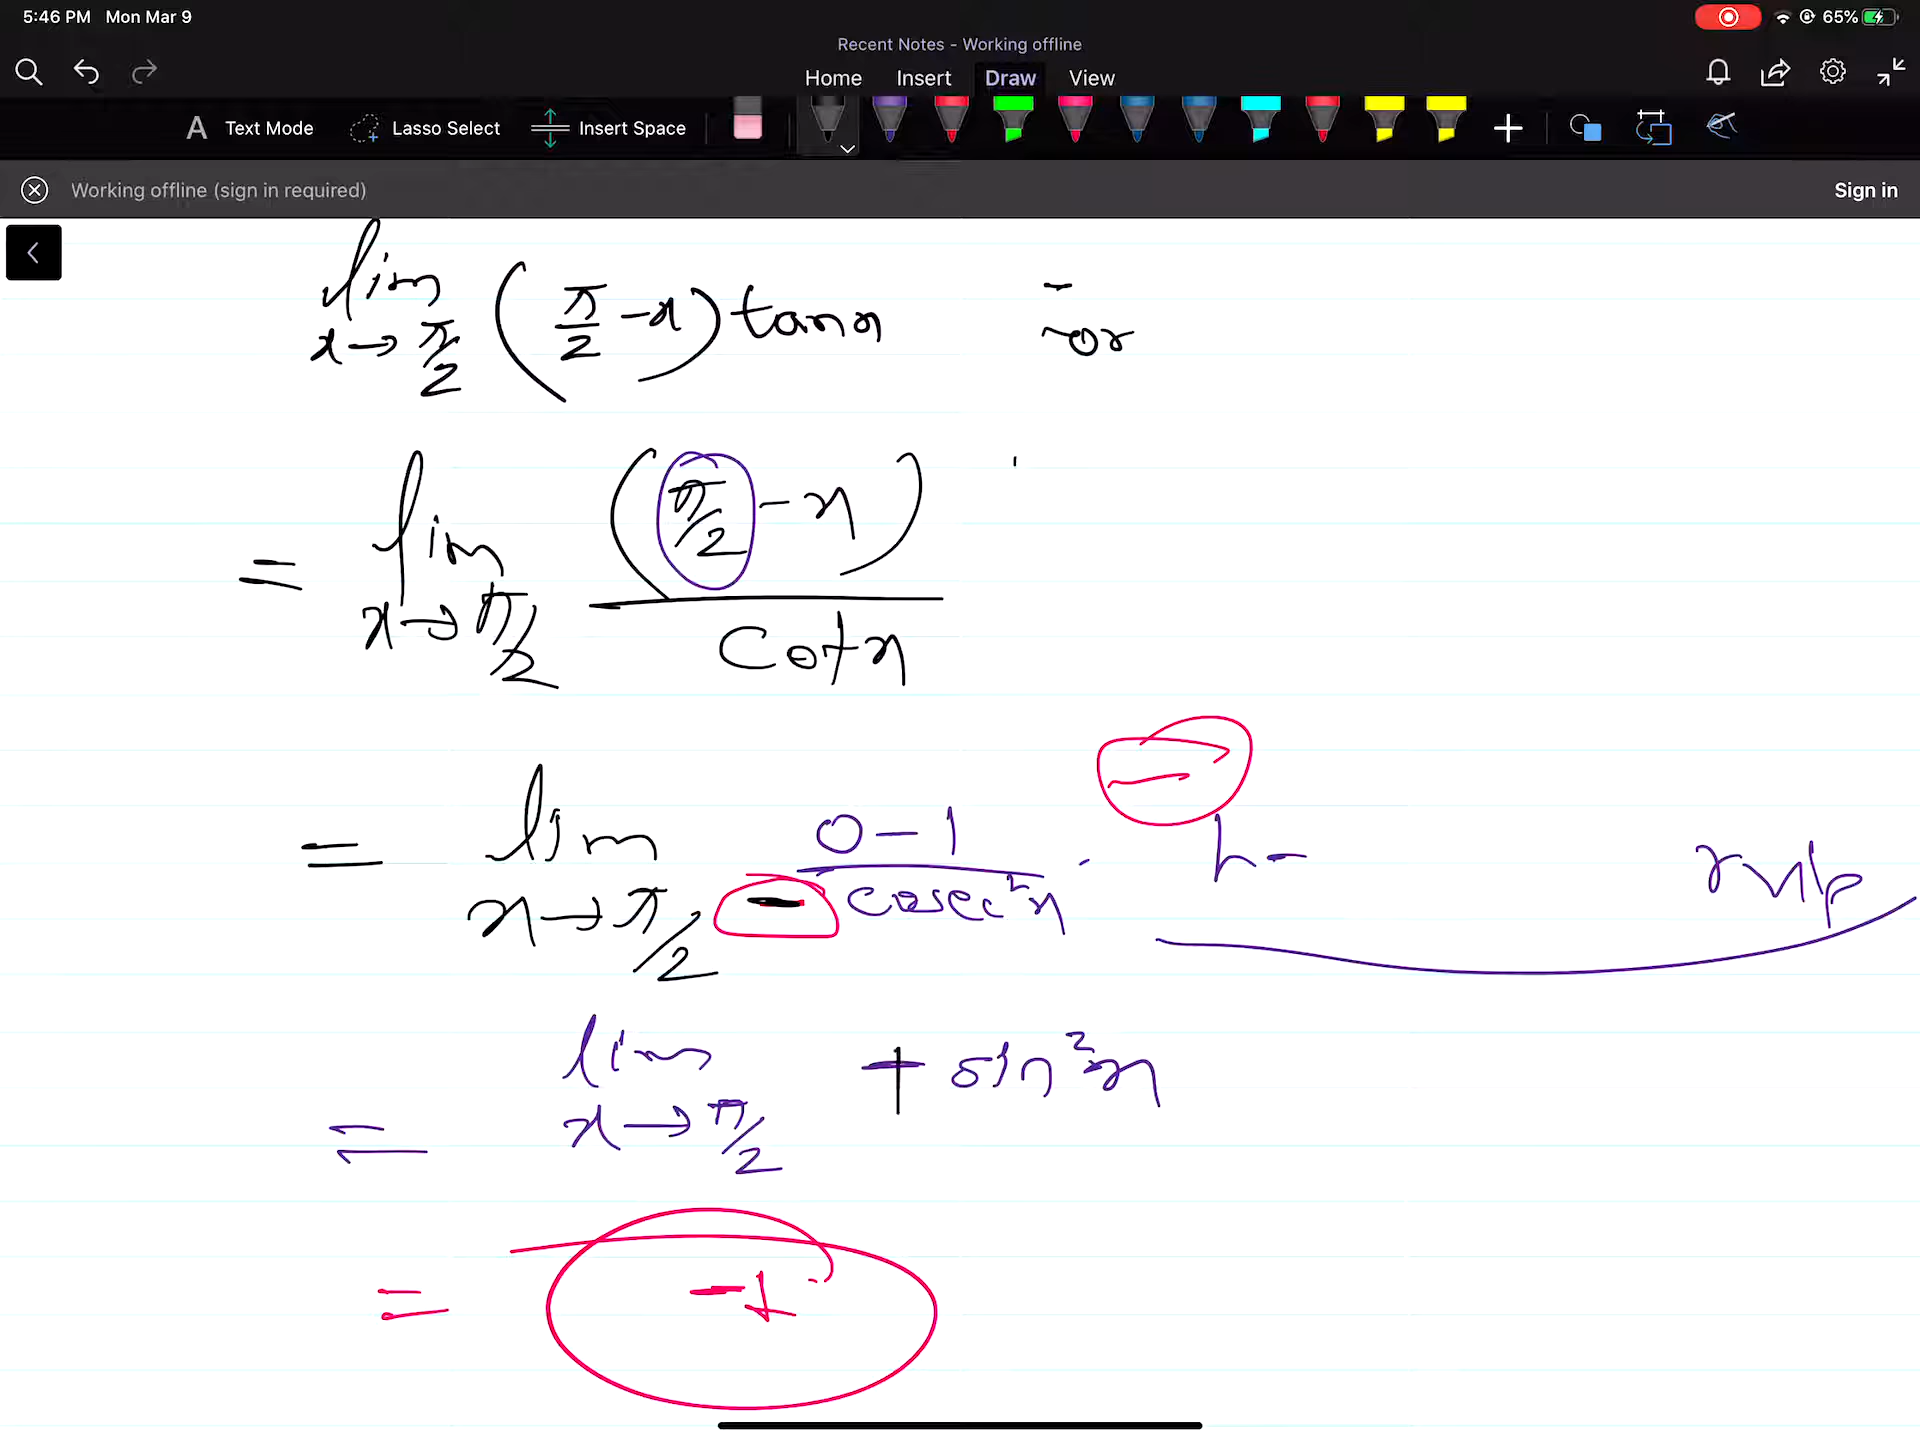 5:46 PM Mon Mar 9
65%
Recent Notes - Working offline
Home Insert Draw View
A Text Mode Lasso Select Insert Space
Working offline (sign in required) Sign in
lim x→π/2 (π/2 - x) tan x
= lim x→π/2 (π/2 - x) / cot x
= lim x→π/2 0 - 1 / - cosec²x
= lim x→π/2 + sin²x
= -1